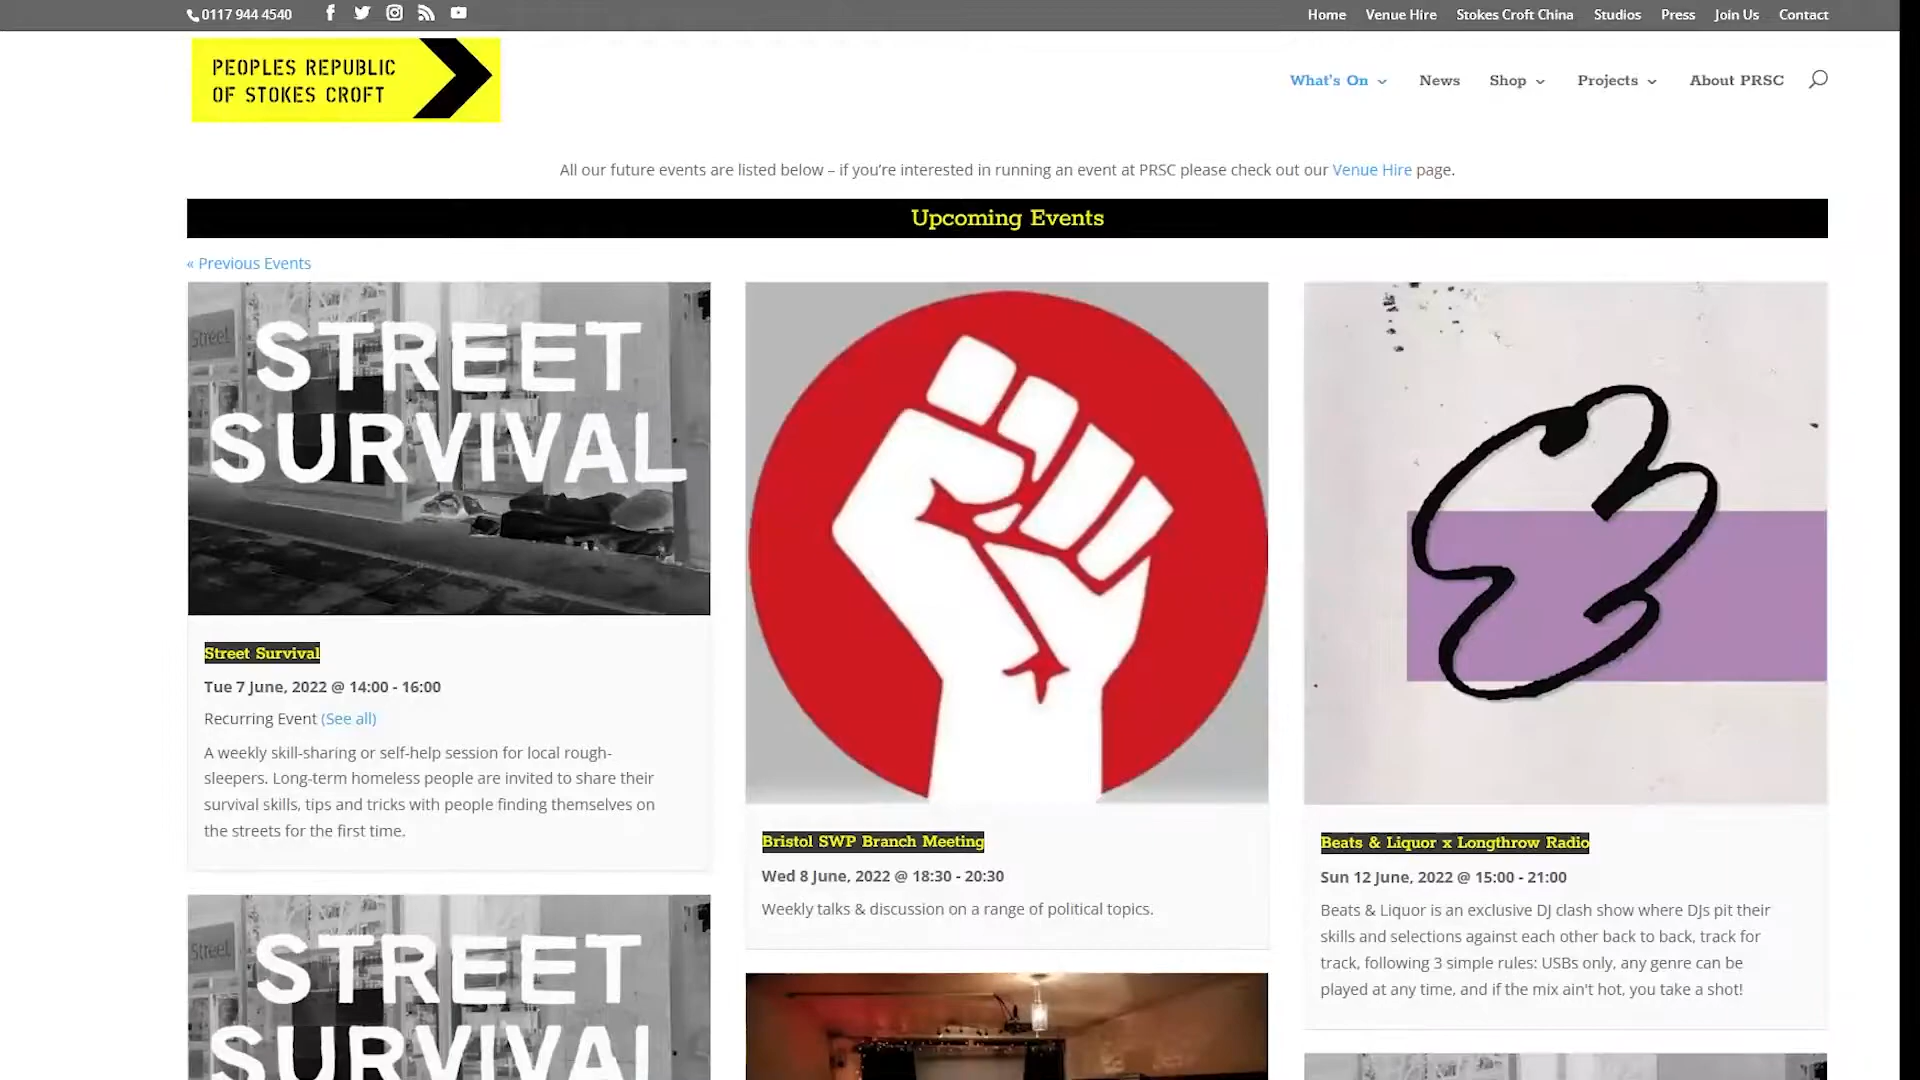 0117 944 4540
Home Venue Hire Stokes Croft China Studios Press Join Us Contact
PEOPLES REPUBLIC
OF STOKES CROFT
What's On News Shop Projects About PRSC
All our future events are listed below – if you're interested in running an event at PRSC please check out our Venue Hire page.
Upcoming Events
« Previous Events
Street
STREET
SURVIVAL
Street Survival
Tue 7 June, 2022 @ 14:00 - 16:00
Recurring Event (See all)
A weekly skill-sharing or self-help session for local rough-
sleepers. Long-term homeless people are invited to share their
survival skills, tips and tricks with people finding themselves on
the streets for the first time.
Bristol SWP Branch Meeting
Wed 8 June, 2022 @ 18:30 - 20:30
Weekly talks & discussion on a range of political topics.
Beats & Liquor x Longthrow Radio
Sun 12 June, 2022 @ 15:00 - 21:00
Beats & Liquor is an exclusive DJ clash show where DJs pit their
skills and selections against each other back to back, track for
track, following 3 simple rules: USBs only, any genre can be
played at any time, and if the mix ain't hot, you take a shot!
Street
STREET
SURVIVAL